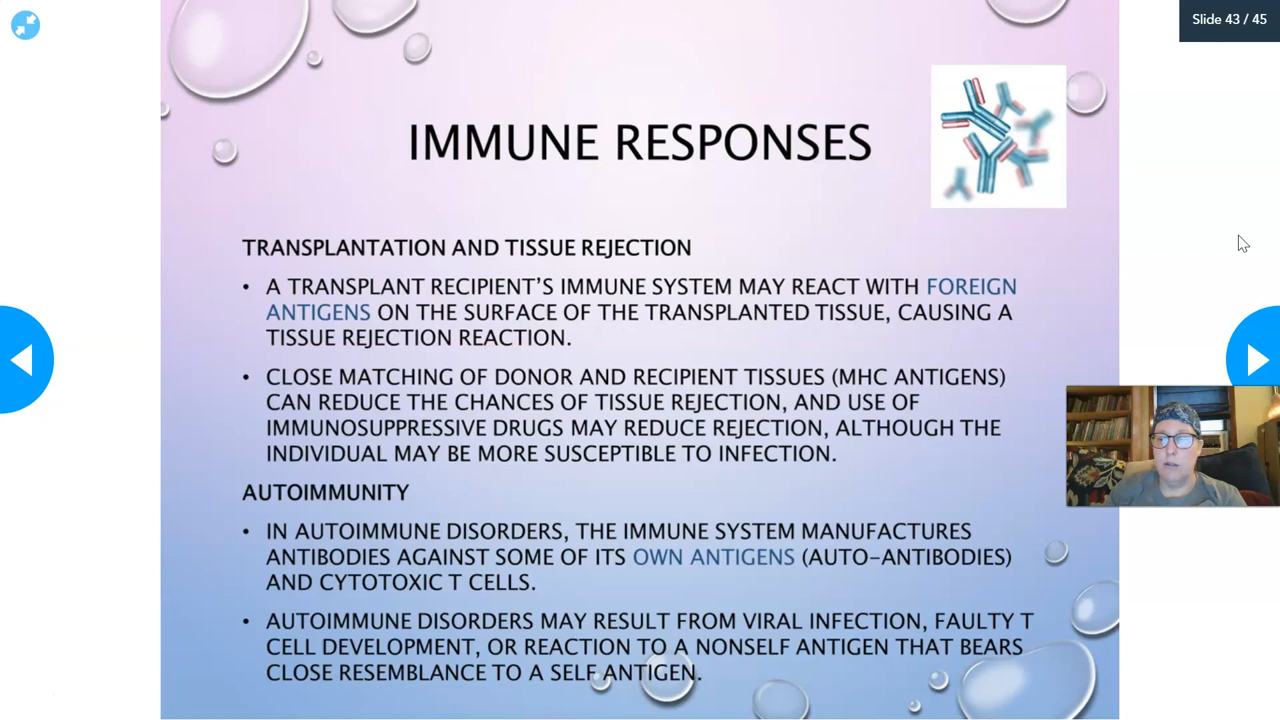 Slide 43 / 45
IMMUNE RESPONSES
TRANSPLANTATION AND TISSUE REJECTION
• A TRANSPLANT RECIPIENT'S IMMUNE SYSTEM MAY REACT WITH FOREIGN
ANTIGENS ON THE SURFACE OF THE TRANSPLANTED TISSUE, CAUSING A
TISSUE REJECTION REACTION.
• CLOSE MATCHING OF DONOR AND RECIPIENT TISSUES (MHC ANTIGENS)
CAN REDUCE THE CHANCES OF TISSUE REJECTION, AND USE OF
IMMUNOSUPPRESSIVE DRUGS MAY REDUCE REJECTION, ALTHOUGH THE
INDIVIDUAL MAY BE MORE SUSCEPTIBLE TO INFECTION.
AUTOIMMUNITY
• IN AUTOIMMUNE DISORDERS, THE IMMUNE SYSTEM MANUFACTURES
ANTIBODIES AGAINST SOME OF ITS OWN ANTIGENS (AUTO-ANTIBODIES)
AND CYTOTOXIC T CELLS.
• AUTOIMMUNE DISORDERS MAY RESULT FROM VIRAL INFECTION, FAULTY T
CELL DEVELOPMENT, OR REACTION TO A NONSELF ANTIGEN THAT BEARS
CLOSE RESEMBLANCE TO A SELF ANTIGEN.